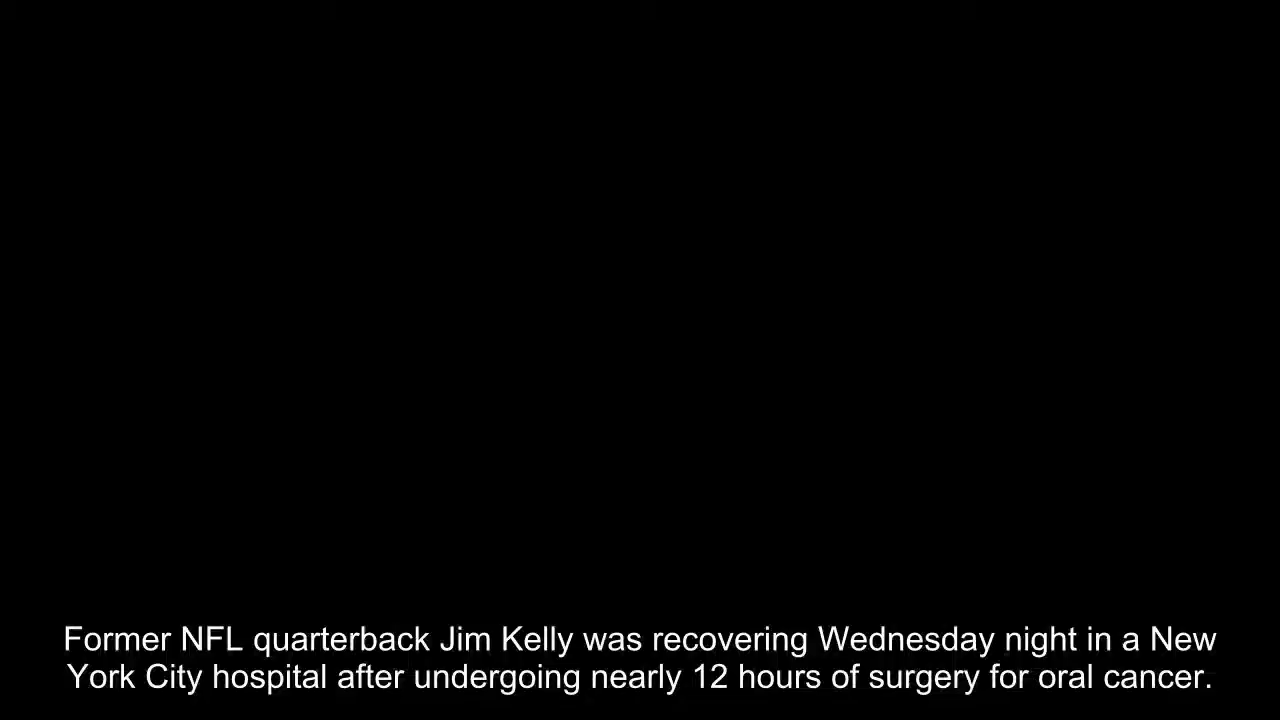 Former NFL quarterback Jim Kelly was recovering Wednesday night in a New
York City hospital after undergoing nearly 12 hours of surgery for oral cancer.